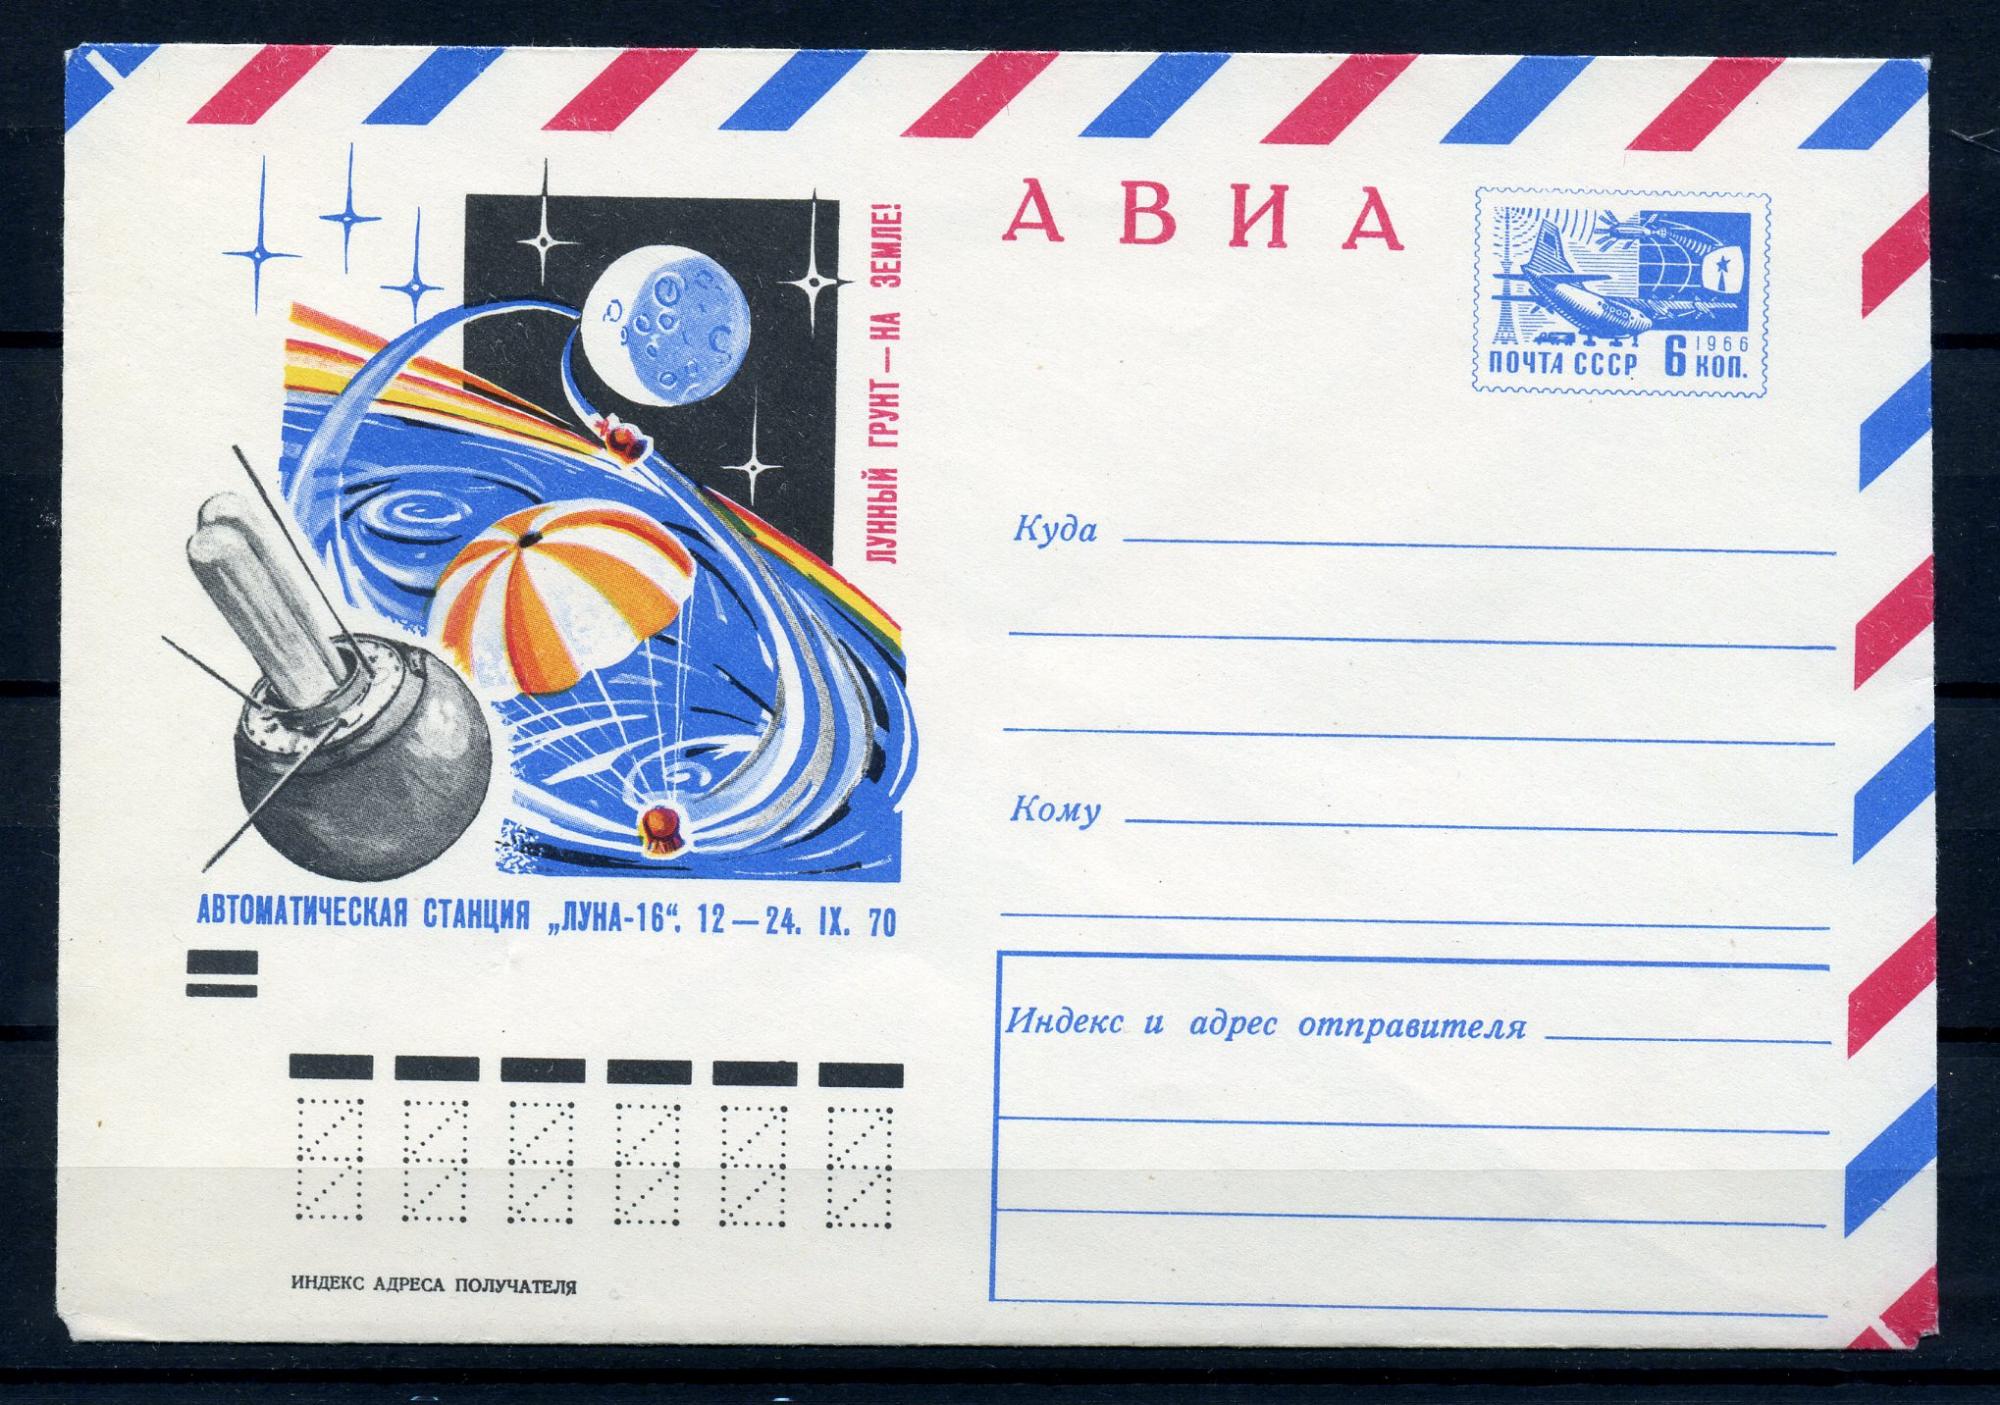 АВИА
1966
ПОЧТА СССР 6 КОП.
ЛУННЫЙ ГРУНТ—НА ЗЕМЛЕ!
АВТОМАТИЧЕСКАЯ СТАНЦИЯ „ЛУНА-16“. 12—24. IX. 70
Куда
Кому
Индекс и адрес отправителя
ИНДЕКС АДРЕСА ПОЛУЧАТЕЛЯ